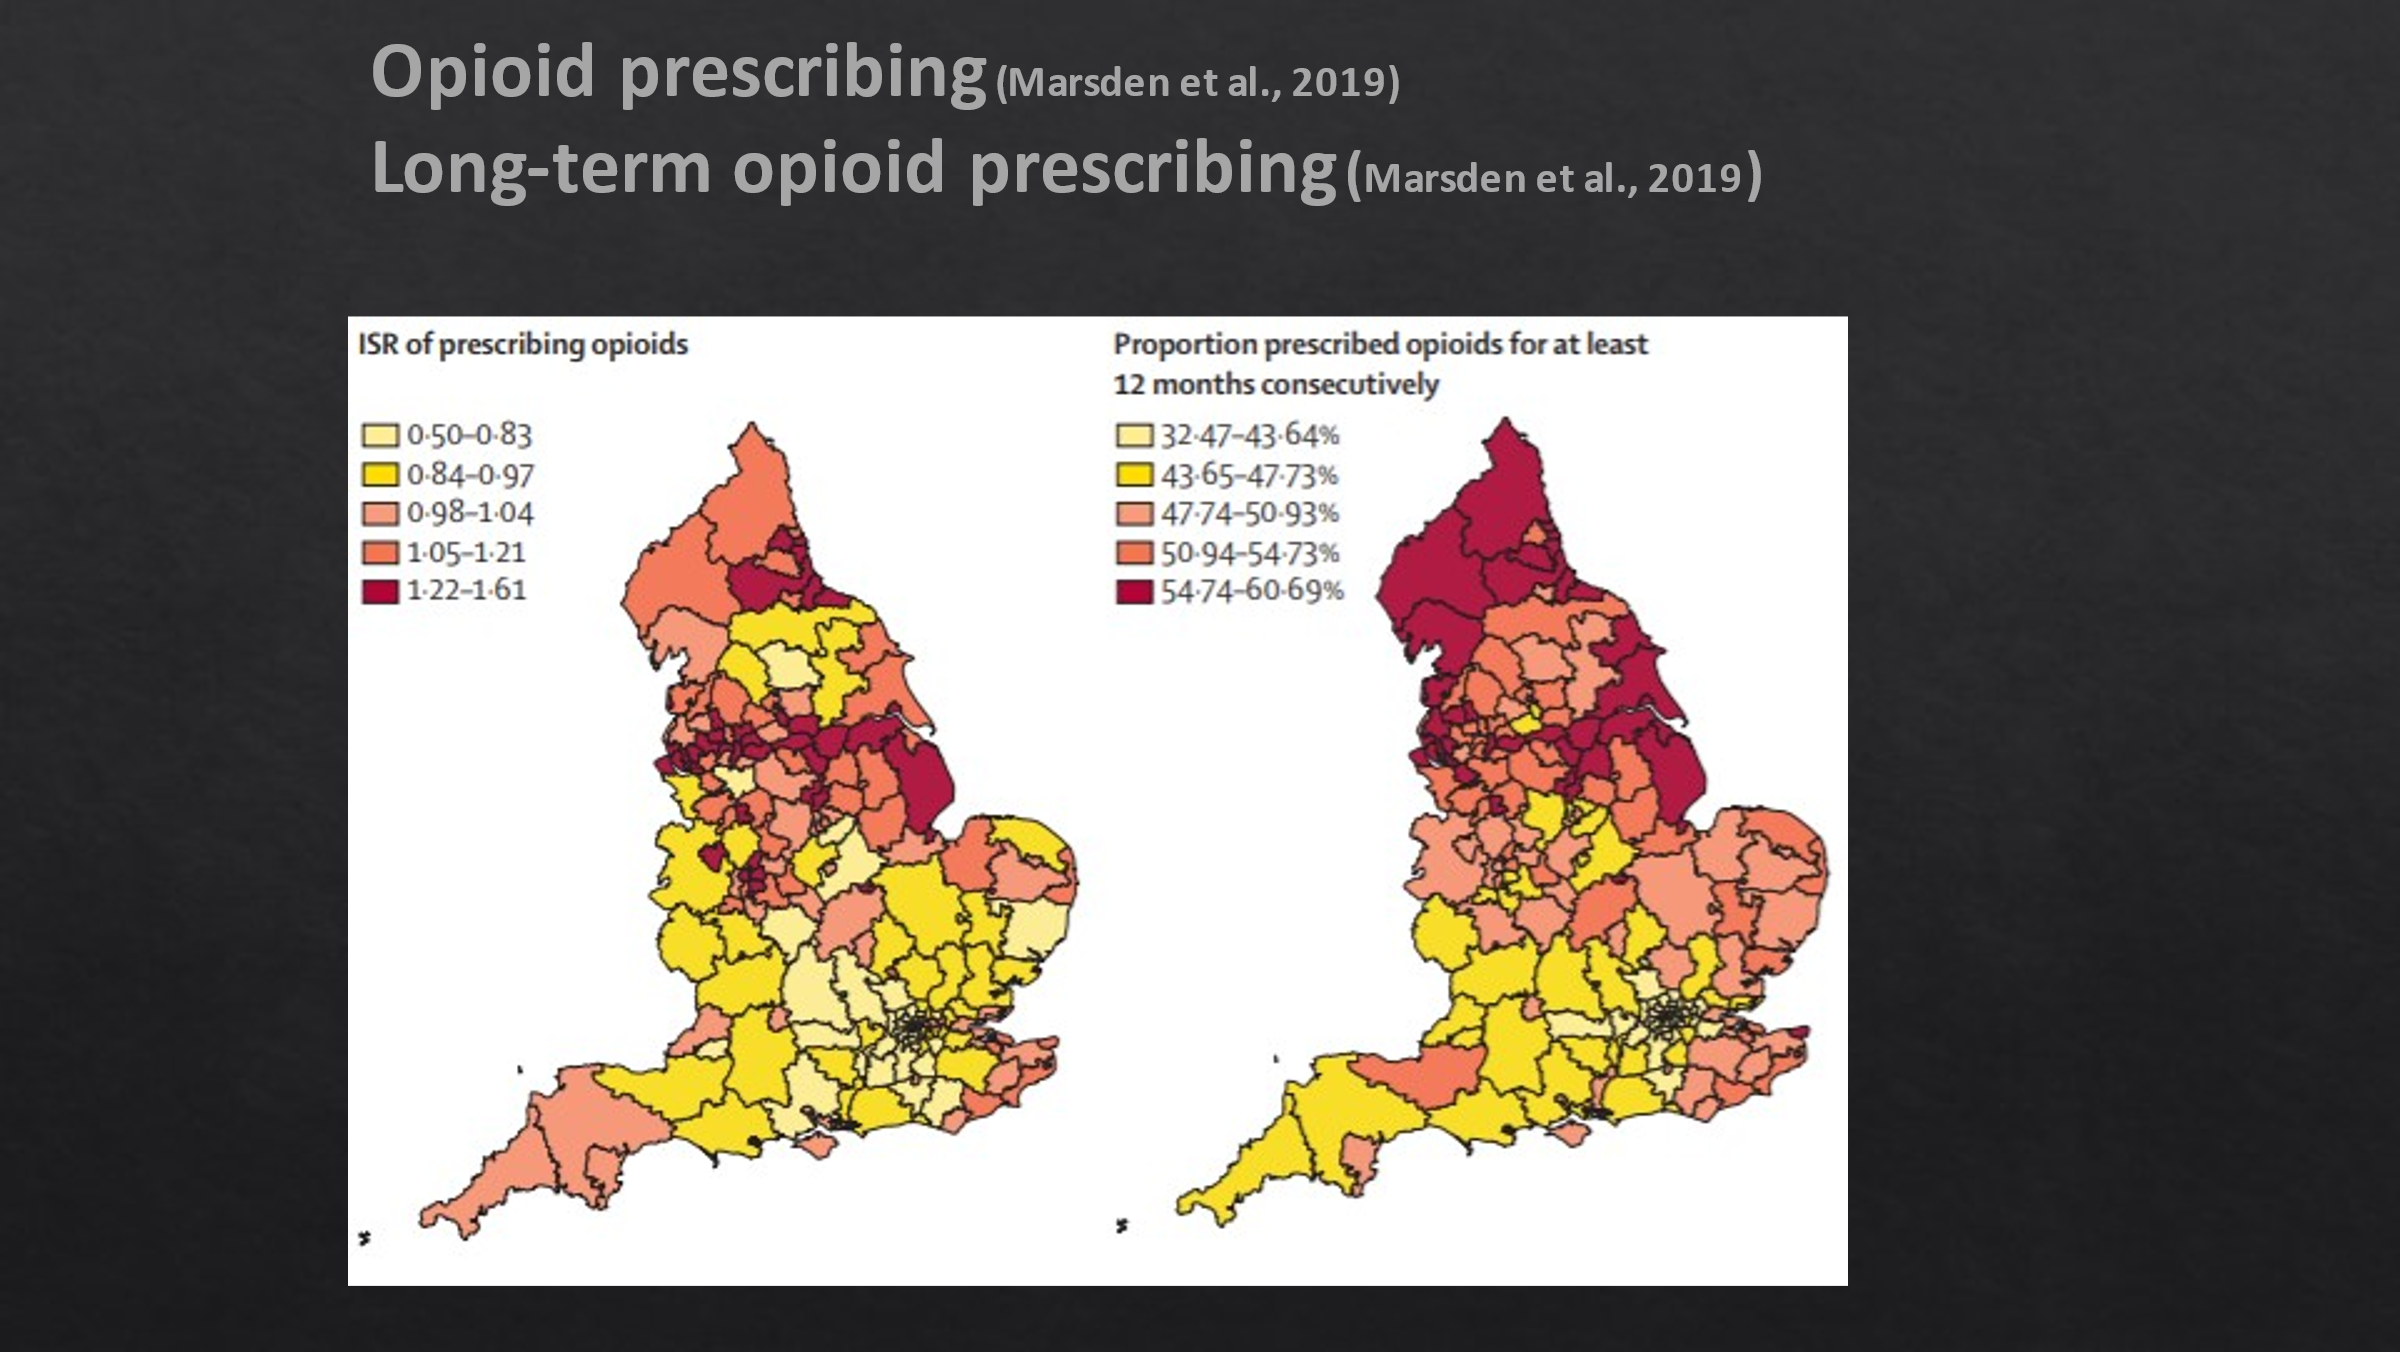 Opioid prescribing (Marsden et al., 2019)
Long-term opioid prescribing (Marsden et al., 2019)
ISR of prescribing opioids
0·50–0·83
0·84–0·97
0·98–1·04
1·05–1·21
1·22–1·61
Proportion prescribed opioids for at least
12 months consecutively
32·47–43·64%
43·65–47·73%
47·74–50·93%
50·94–54·73%
54·74–60·69%